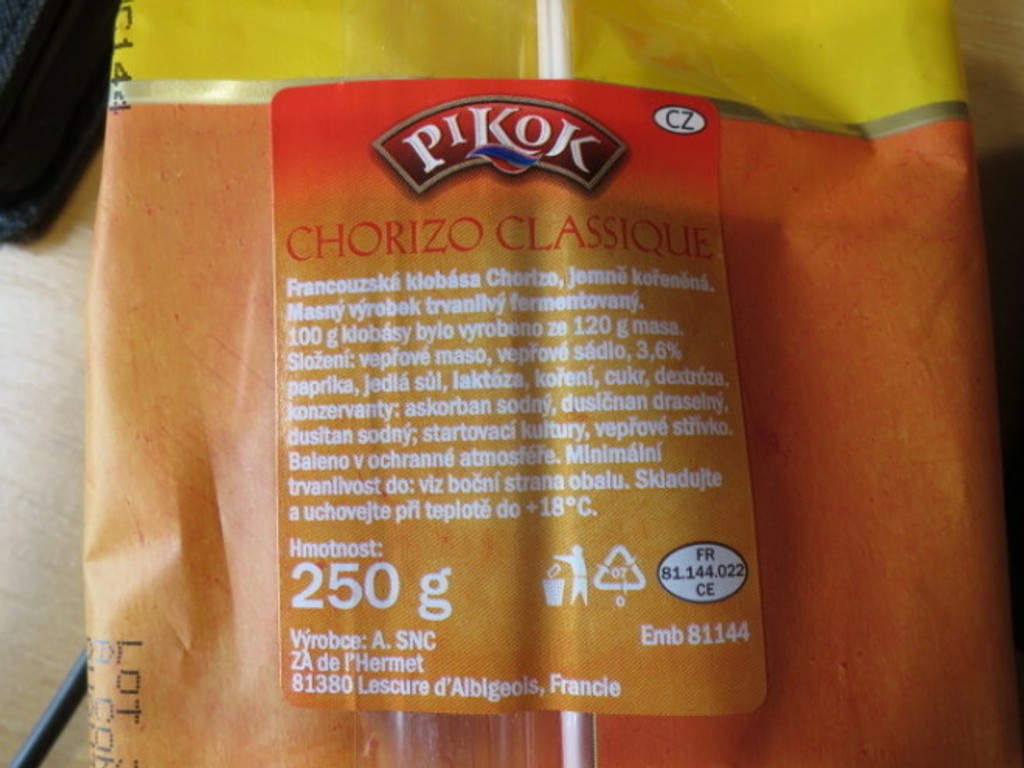 PIKOK
CZ
CHORIZO CLASSIQUE
Francouzská klobása Chorizo, jemně kořeněná.
Masný výrobek trvanlivý fermentovaný.
100 g klobásy bylo vyrobeno ze 120 g masa.
Složení: vepřové maso, vepřové sádlo, 3,6%
paprika, jedlá sůl, laktóza, koření, cukr, dextróza,
konzervanty: askorban sodný, dusičnan draselný,
dusitan sodný; startovací kultury, vepřové střívko.
Baleno v ochranné atmosféře. Minimální
trvanlivost do: viz boční strana obalu. Skladujte
a uchovejte při teplotě do +18°C.
Hmotnost:
250 g
07
0
FR
81.144.022
CE
Výrobce: A. SNC
ZA de l'Hermet
81380 Lescure d'Albigeois, Francie
Emb 81144
LOT